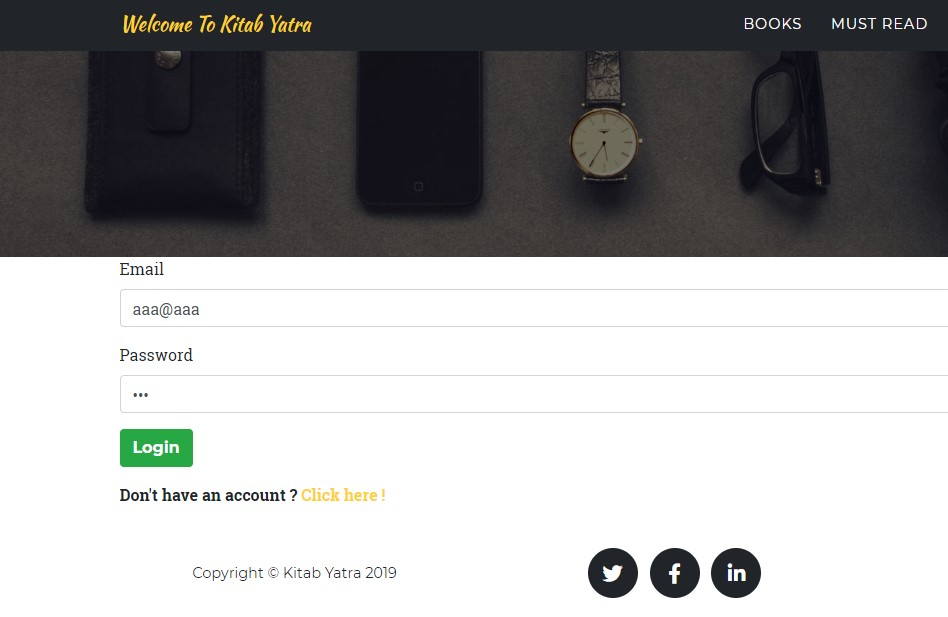 Welcome To Kitab Yatra
BOOKS MUST READ
Email
aaa@aaa
Password
•••
Login
Don't have an account ? Click here !
Copyright © Kitab Yatra 2019